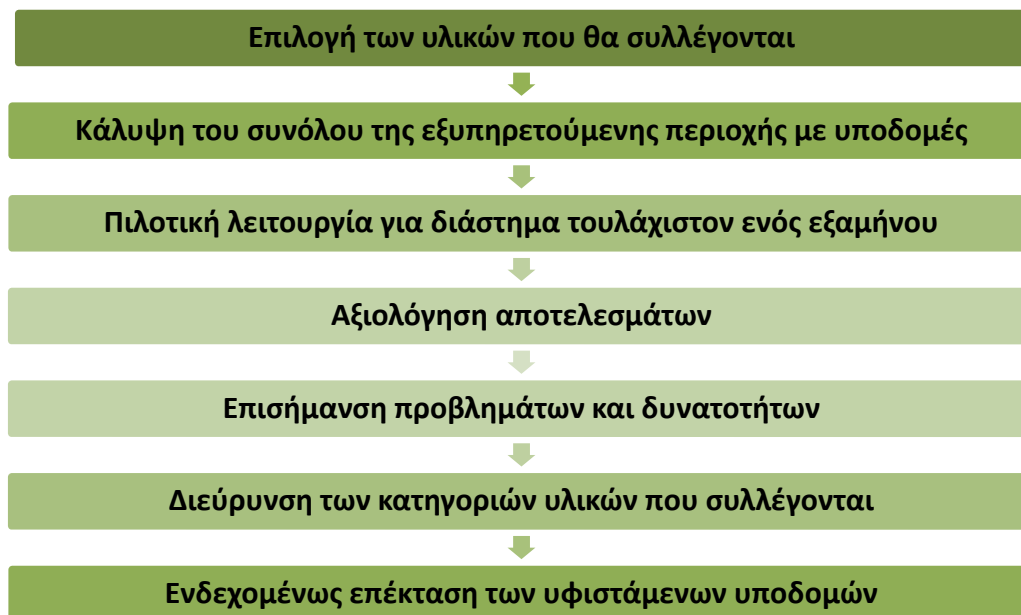 Επιλογή των υλικών που θα συλλέγονται
Κάλυψη του συνόλου της εξυπηρετούμενης περιοχής με υποδομές
Πιλοτική λειτουργία για διάστημα τουλάχιστον ενός εξαμήνου
Αξιολόγηση αποτελεσμάτων
Επισήμανση προβλημάτων και δυνατοτήτων
Διεύρυνση των κατηγοριών υλικών που συλλέγονται
Ενδεχομένως επέκταση των υφιστάμενων υποδομών